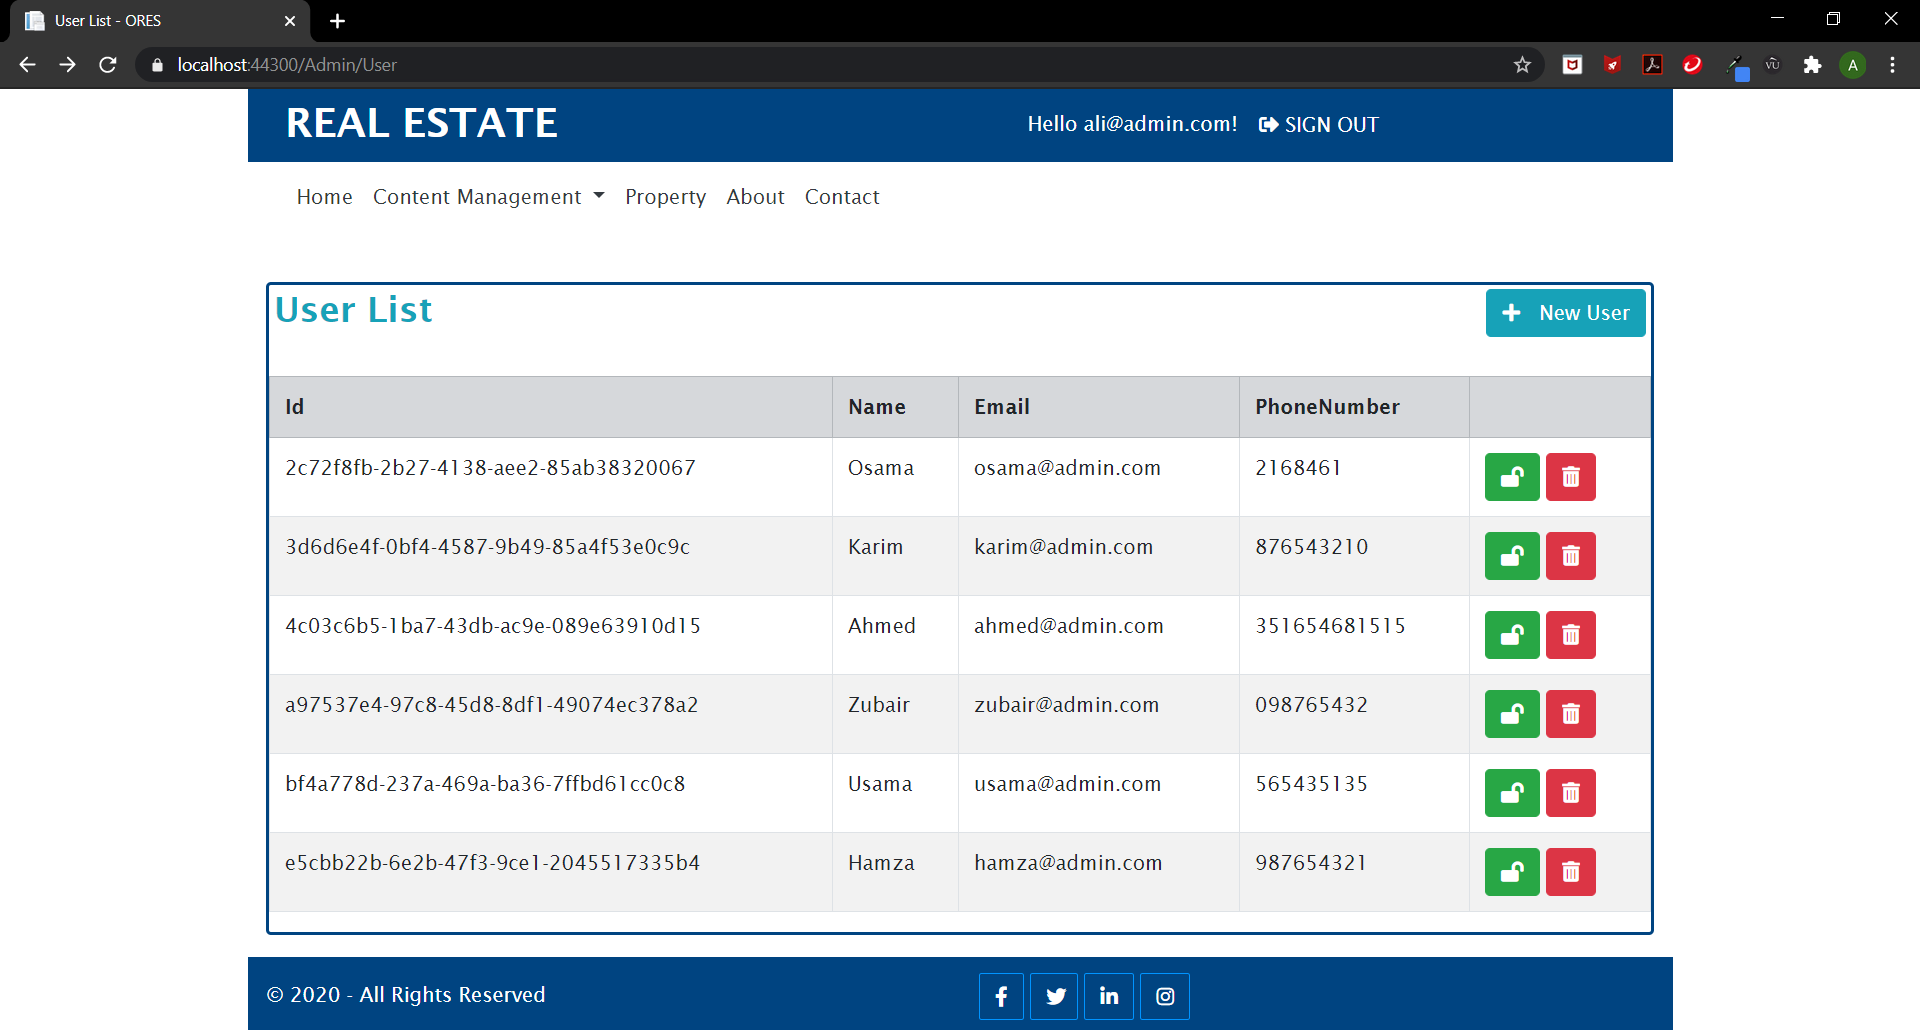 User List - ORES
localhost:44300/Admin/User
VU
A
REAL ESTATE
Hello ali@admin.com! SIGN OUT
Home Content Management Property About Contact
User List
New User
Id Name Email PhoneNumber
2c72f8fb-2b27-4138-aee2-85ab38320067 Osama osama@admin.com 2168461
3d6d6e4f-0bf4-4587-9b49-85a4f53e0c9c Karim karim@admin.com 876543210
4c03c6b5-1ba7-43db-ac9e-089e63910d15 Ahmed ahmed@admin.com 351654681515
a97537e4-97c8-45d8-8df1-49074ec378a2 Zubair zubair@admin.com 098765432
bf4a778d-237a-469a-ba36-7ffbd61cc0c8 Usama usama@admin.com 565435135
e5cbb22b-6e2b-47f3-9ce1-2045517335b4 Hamza hamza@admin.com 987654321
© 2020 - All Rights Reserved